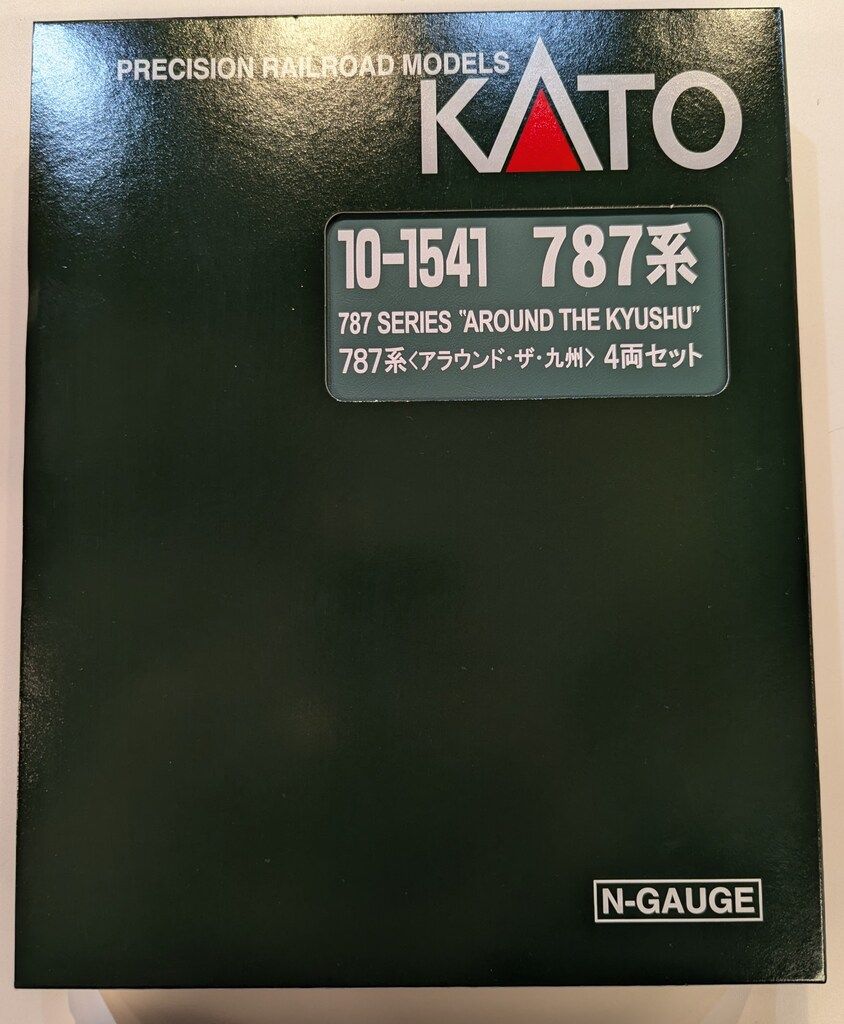 PRECISION RAILROAD MODELS
KATO
10-1541 787系
787 SERIES "AROUND THE KYUSHU"
787系〈アラウンド・ザ・九州〉 4両セット
N-GAUGE